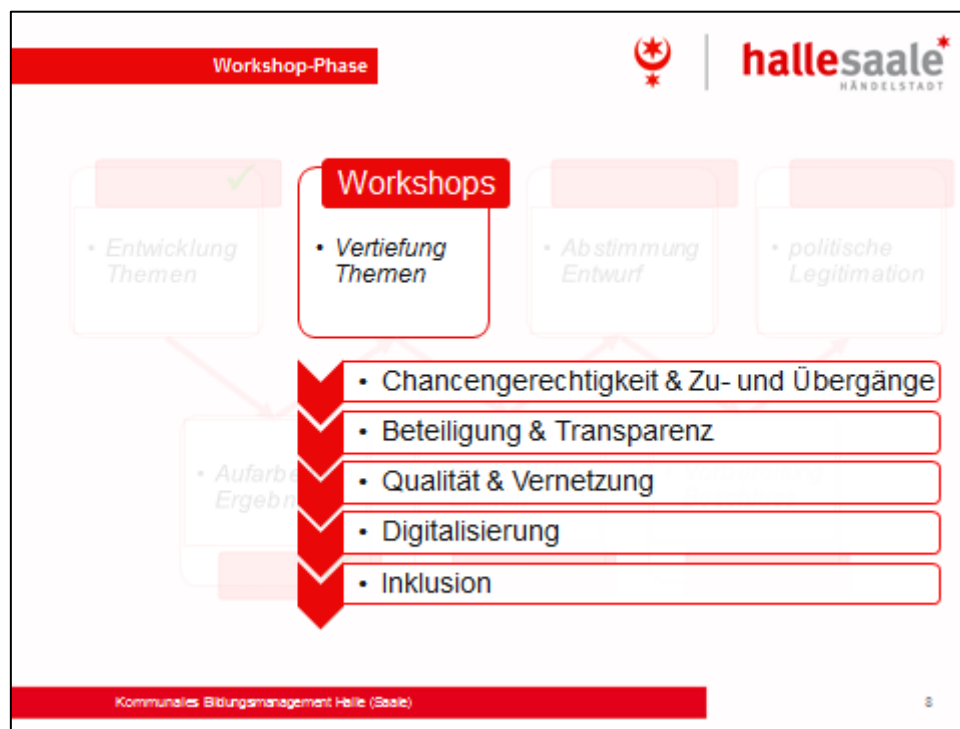 Workshop-Phase
hallesaale*
HÄNDELSTADT
Workshops
• Entwicklung
Themen
• Vertiefung
Themen
• Abstimmung
Entwurf
• politische
Legitimation
• Chancengerechtigkeit & Zu- und Übergänge
• Beteiligung & Transparenz
• Qualität & Vernetzung
• Digitalisierung
• Inklusion
Kommunales Bildungsmanagement Halle (Saale)
8